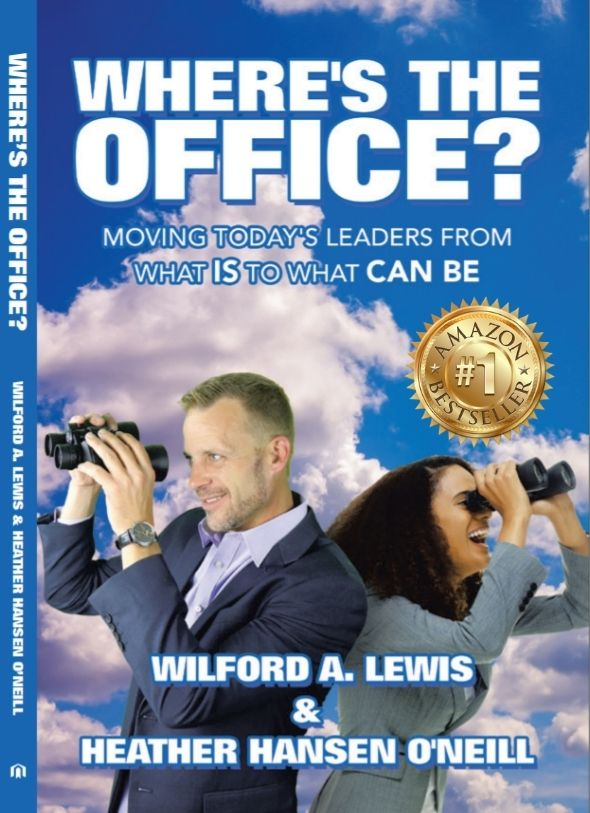 WHERE'S THE OFFICE?
WILFORD A. LEWIS & HEATHER HANSEN O'NEILL
WHERE'S THE
OFFICE?
MOVING TODAY'S LEADERS FROM
WHAT IS TO WHAT CAN BE
AMAZON
#1
BESTSELLER
WILFORD A. LEWIS
&
HEATHER HANSEN O'NEILL